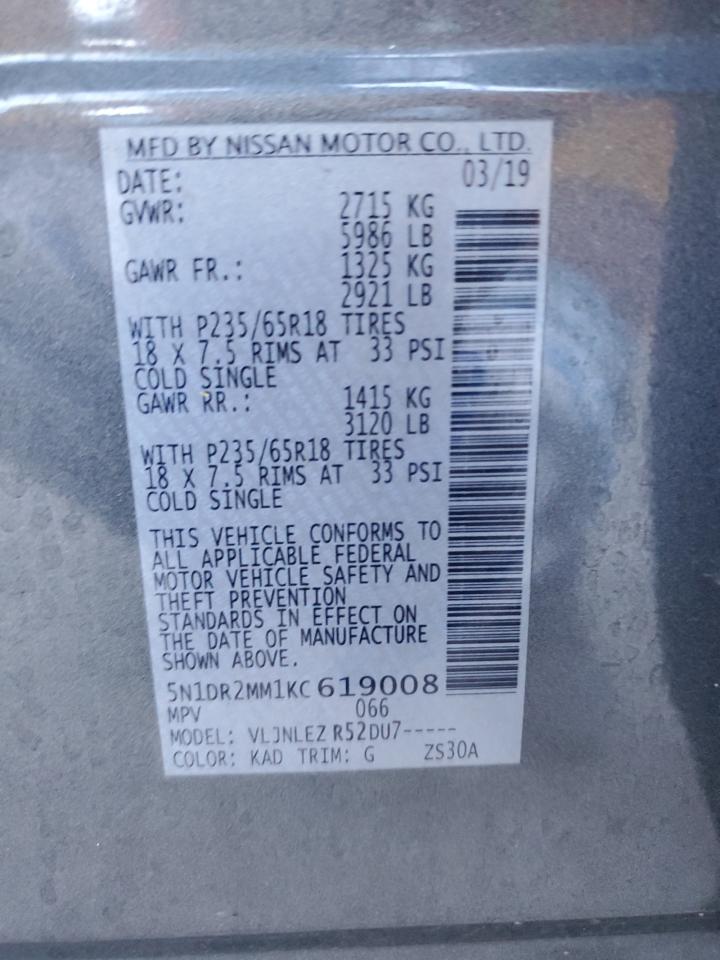 MFD BY NISSAN MOTOR CO., LTD.
DATE: 03/19
GVWR: 2715 KG
5986 LB
GAWR FR.: 1325 KG
2921 LB
WITH P235/65R18 TIRES
18 X 7.5 RIMS AT 33 PSI
COLD SINGLE
GAWR RR.: 1415 KG
3120 LB
WITH P235/65R18 TIRES
18 X 7.5 RIMS AT 33 PSI
COLD SINGLE
THIS VEHICLE CONFORMS TO
ALL APPLICABLE FEDERAL
MOTOR VEHICLE SAFETY AND
THEFT PREVENTION
STANDARDS IN EFFECT ON
THE DATE OF MANUFACTURE
SHOWN ABOVE.
5N1DR2MM1KC619008
MPV 066
MODEL: VLJNLEZ R52DU7-----
COLOR: KAD TRIM: G ZS30A